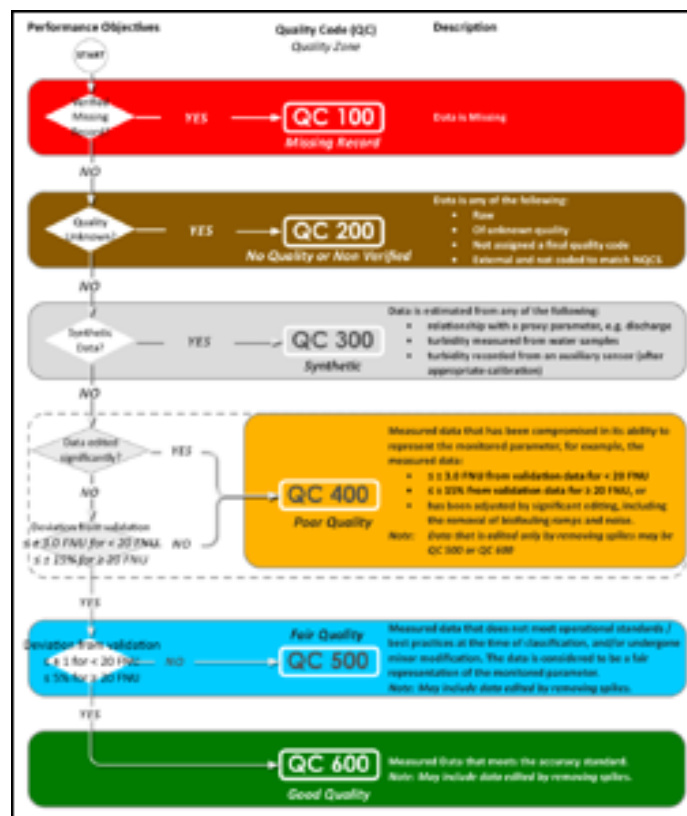 Performance Objectives
Quality Code (QC)
Quality Zone
Description
START
Verified
Missing
Record?
YES
QC 100
Missing Record
Data is Missing
NO
Quality
Unknown?
YES
QC 200
No Quality or Non Verified
Data is any of the following:
• Raw
• Of unknown quality
• Not assigned a final quality code
• External and not coded to match NQCS
NO
Synthetic
Data?
YES
QC 300
Synthetic
Data is estimated from any of the following:
• relationship with a proxy parameter, e.g. discharge
• turbidity measured from water samples
• turbidity recorded from an auxiliary sensor (after
appropriate calibration)
NO
Data edited
significantly?
YES
NO
Deviation from validation
≤ ± 3.0 FNU for < 20 FNU
≤ ± 15% for ≥ 20 FNU
NO
QC 400
Poor Quality
Measured data that has been compromised in its ability to
represent the monitored parameter, for example, the
measured data:
• ≤ ± 3.0 FNU from validation data for < 20 FNU
• ≤ ± 15% from validation data for ≥ 20 FNU, or
• has been adjusted by significant editing, including
the removal of biofouling ramps and noise.
Note: Data that is edited only by removing spikes may be
QC 500 or QC 600
YES
Deviation from validation
≤ ± 1 for < 20 FNU
≤ 5% for ≥ 20 FNU
NO
Fair Quality
QC 500
Measured data that does not meet operational standards /
best practices at the time of classification, and/or undergone
minor modification. The data is considered to be a fair
representation of the monitored parameter.
Note: May include data edited by removing spikes.
YES
QC 600
Good Quality
Measured Data that meets the accuracy standard.
Note: May include data edited by removing spikes.